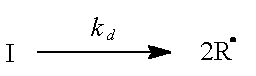 k_d
I ⟶ 2R•